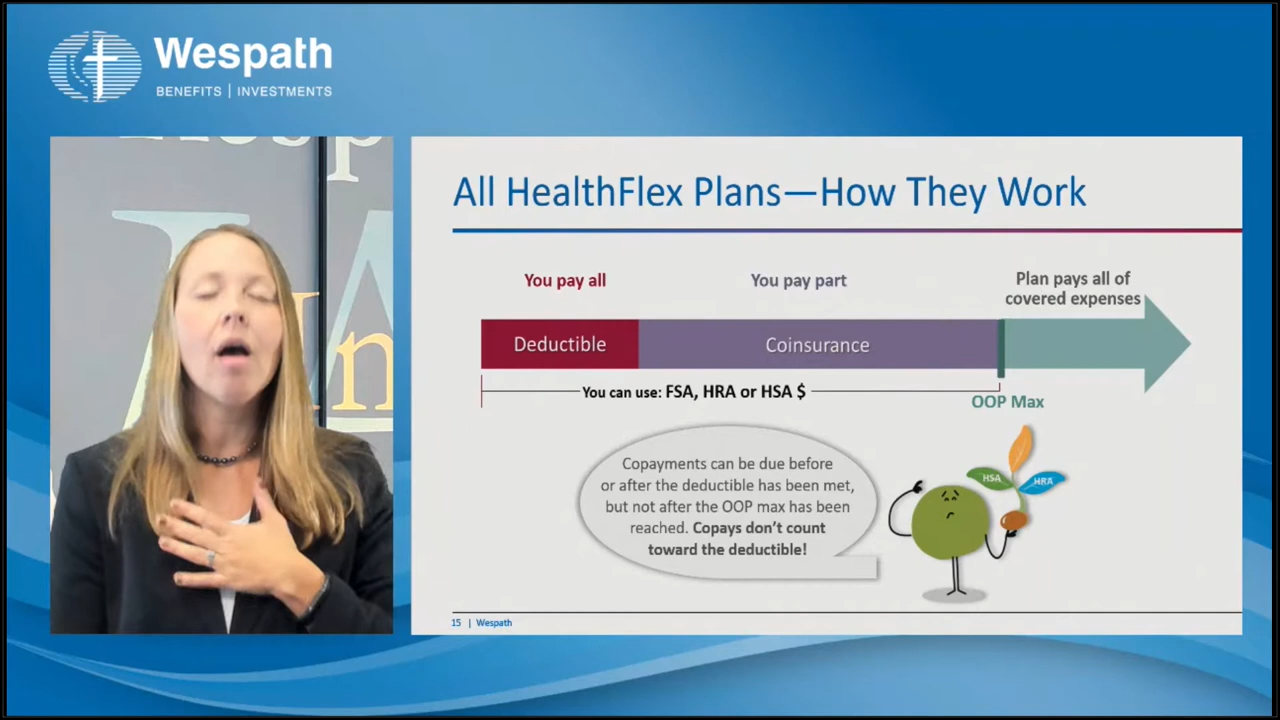 Wespath
BENEFITS | INVESTMENTS
All HealthFlex Plans—How They Work
You pay all
You pay part
Plan pays all of
covered expenses
Deductible
Coinsurance
You can use: FSA, HRA or HSA $
OOP Max
Copayments can be due before
or after the deductible has been met,
but not after the OOP max has been
reached. Copays don't count
toward the deductible!
HSA
HRA
15 | Wespath